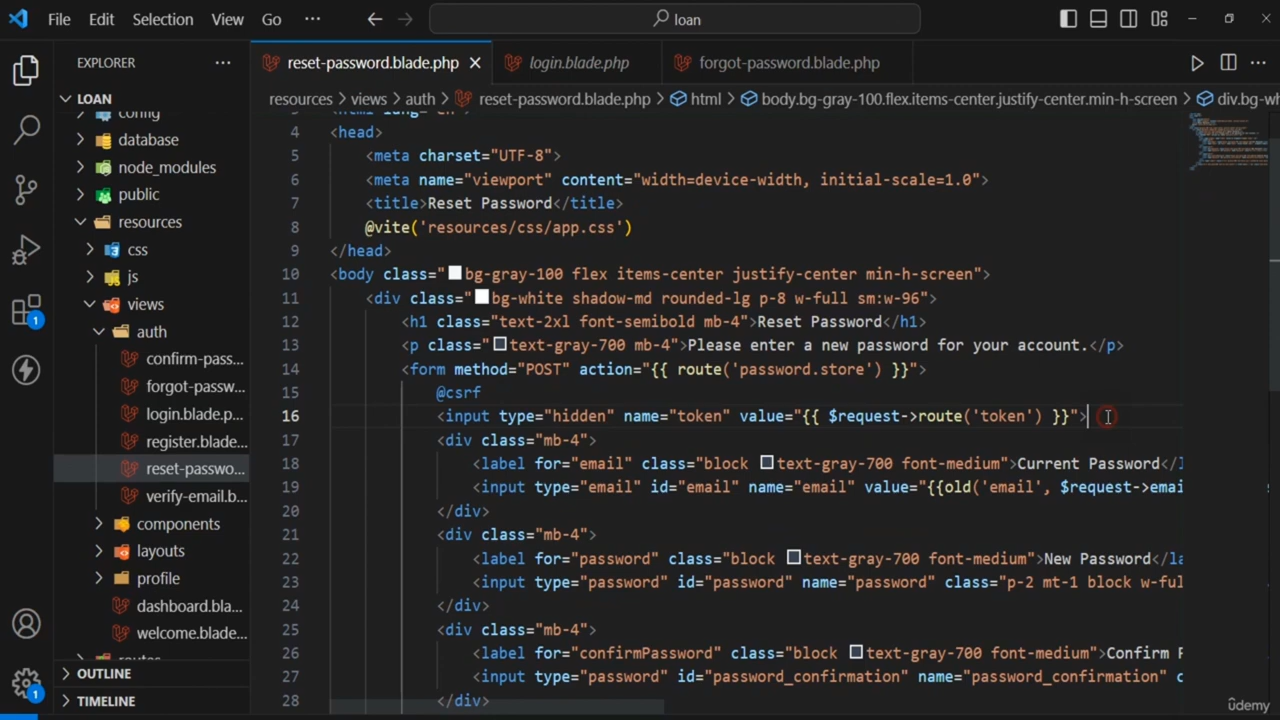 File Edit Selection View Go ··· loan
EXPLORER ···
reset-password.blade.php login.blade.php forgot-password.blade.php
resources > views > auth > reset-password.blade.php > html > body.bg-gray-100.flex.items-center.justify-center.min-h-screen > div.bg-wh
LOAN
config
database
node_modules
public
resources
css
js
views
auth
confirm-pass...
forgot-passw...
login.blade.p...
register.blade...
reset-passwo...
verify-email.b...
components
layouts
profile
dashboard.bla...
welcome.blade...
routes
OUTLINE
TIMELINE
1
1
4 <head>
5 <meta charset="UTF-8">
6 <meta name="viewport" content="width=device-width, initial-scale=1.0">
7 <title>Reset Password</title>
8 @vite('resources/css/app.css')
9 </head>
10 <body class="bg-gray-100 flex items-center justify-center min-h-screen">
11 <div class="bg-white shadow-md rounded-lg p-8 w-full sm:w-96">
12 <h1 class="text-2xl font-semibold mb-4">Reset Password</h1>
13 <p class="text-gray-700 mb-4">Please enter a new password for your account.</p>
14 <form method="POST" action="{{ route('password.store') }}">
15 @csrf
16 <input type="hidden" name="token" value="{{ $request->route('token') }}">
17 <div class="mb-4">
18 <label for="email" class="block text-gray-700 font-medium">Current Password</l
19 <input type="email" id="email" name="email" value="{{old('email', $request->emai
20 </div>
21 <div class="mb-4">
22 <label for="password" class="block text-gray-700 font-medium">New Password</la
23 <input type="password" id="password" name="password" class="p-2 mt-1 block w-ful
24 </div>
25 <div class="mb-4">
26 <label for="confirmPassword" class="block text-gray-700 font-medium">Confirm P
27 <input type="password" id="password_confirmation" name="password_confirmation" c
28 </div>
ûdemy